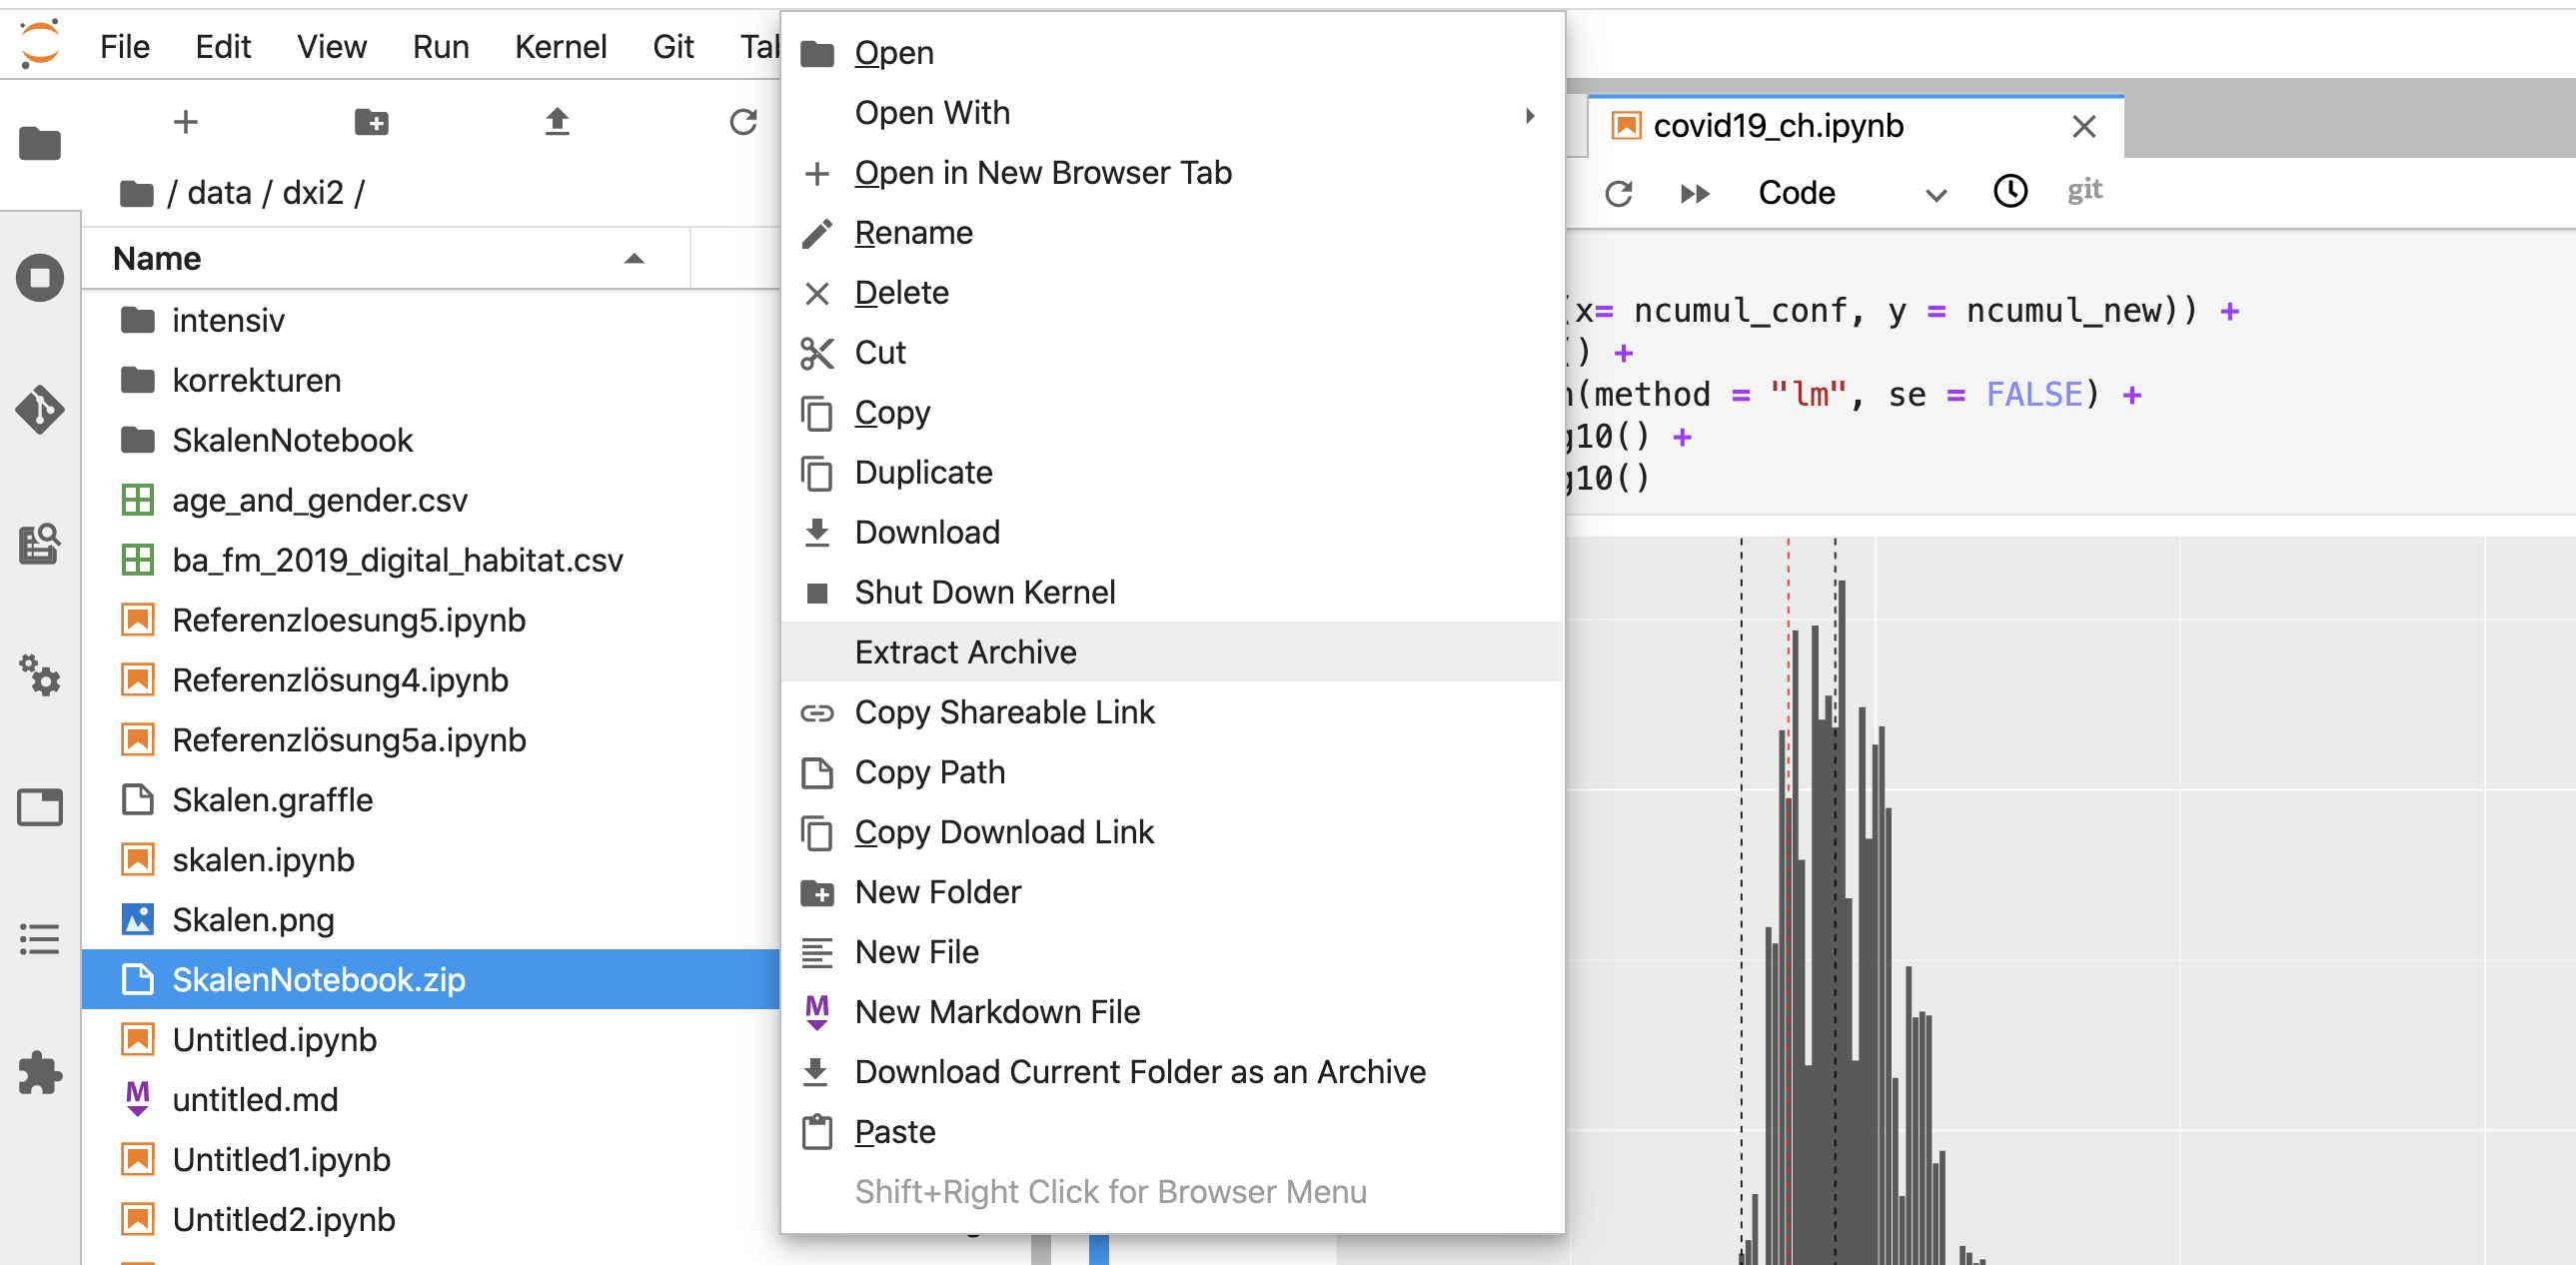 File Edit View Run Kernel Git
/ data / dxi2 /
Name
intensiv
korrekturen
SkalenNotebook
age_and_gender.csv
ba_fm_2019_digital_habitat.csv
Referenzloesung5.ipynb
Referenzlösung4.ipynb
Referenzlösung5a.ipynb
Skalen.graffle
skalen.ipynb
Skalen.png
SkalenNotebook.zip
Untitled.ipynb
M untitled.md
Untitled1.ipynb
Untitled2.ipynb
Open
Open With
Open in New Browser Tab
Rename
Delete
Cut
Copy
Duplicate
Download
Shut Down Kernel
Extract Archive
Copy Shareable Link
Copy Path
Copy Download Link
New Folder
New File
M New Markdown File
Download Current Folder as an Archive
Paste
Shift+Right Click for Browser Menu
covid19_ch.ipynb
Code git
(x= ncumul_conf, y = ncumul_new)) +
() +
(method = "lm", se = FALSE) +
g10() +
g10()